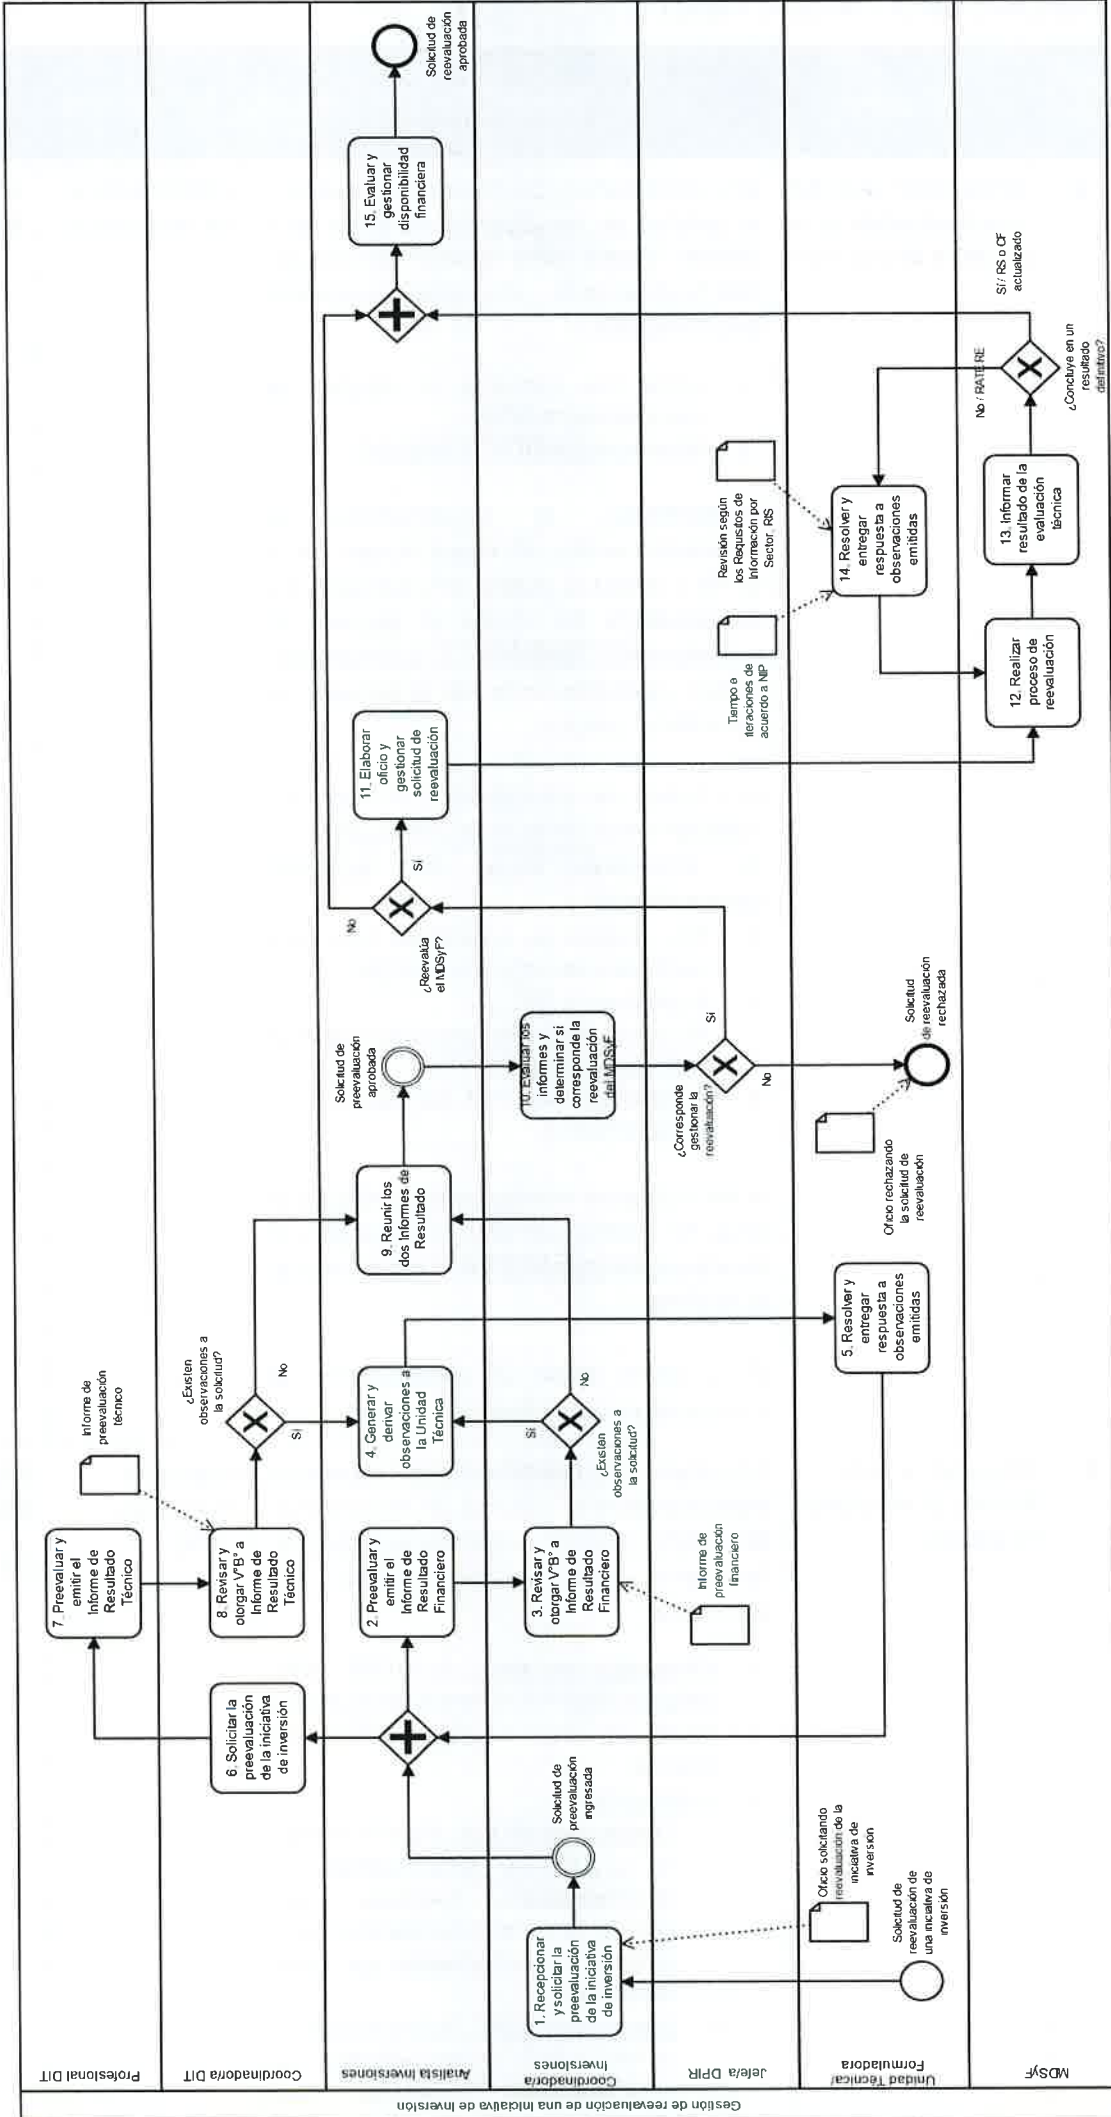 Gestión de reevaluación de una Iniciativa de Inversión
Profesional DIT
Coordinador/a DIT
Analista Inversiones
Coordinador/a
Inversiones
Jefe/a DPIR
Unidad Técnica/
Formuladora
MDSyF
Solicitud de
reevaluación de
una iniciativa de
inversión
Oficio solicitando
reevaluación de la
iniciativa de
inversión
1. Recepcionar
y solicitar la
preevaluación
de la iniciativa
de inversión
Solicitud de
preevaluación
ingresada
6. Solicitar la
preevaluación
de la iniciativa
de inversión
7. Preevaluar y
emitir el
Informe de
Resultado
Técnico
8. Revisar y
otorgar V°B° a
Informe de
Resultado
Técnico
Informe de
preevaluación
técnico
¿Existen
observaciones a
la solicitud?
No
Sí
2. Preevaluar y
emitir el
Informe de
Resultado
Financiero
3. Revisar y
otorgar V°B° a
Informe de
Resultado
Financiero
Informe de
preevaluación
financiero
¿Existen
observaciones a
la solicitud?
Sí
No
4. Generar y
derivar
observaciones a
la Unidad
Técnica
5. Resolver y
entregar
respuesta a
observaciones
emitidas
9. Reunir los
dos Informes de
Resultado
Solicitud de
preevaluación
aprobada
10. Evaluar los
informes y
determinar si
corresponde la
reevaluación
del MDSyF
¿Corresponde
gestionar la
reevaluación?
Sí
No
Oficio rechazando
la solicitud de
reevaluación
Solicitud
de reevaluación
rechazada
¿Reevalúa
el MDSyF?
No
Sí
11. Elaborar
oficio y
gestionar
solicitud de
reevaluación
12. Realizar
proceso de
reevaluación
13. Informar
resultado de la
evaluación
técnica
¿Concluye en un
resultado
definitivo?
No / RATE RE
Sí / RS o CF
actualizado
Tiempo e
iteraciones de
acuerdo a NIP
Revisión según
los Requisitos de
Información por
Sector, RIS
14. Resolver y
entregar
respuesta a
observaciones
emitidas
15. Evaluar y
gestionar
disponibilidad
financiera
Solicitud de
reevaluación
aprobada